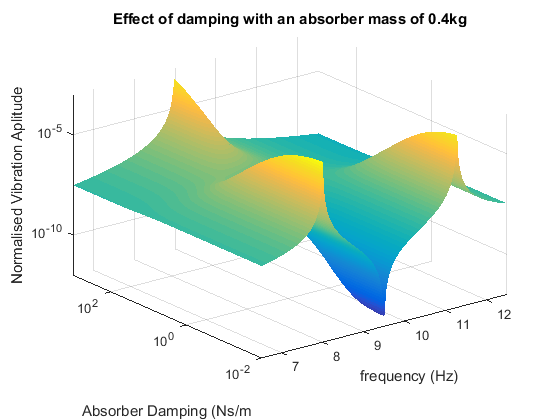 Effect of damping with an absorber mass of 0.4kg
Normalised Vibration Aplitude
10^-5
10^-10
10^2
10^0
10^-2
Absorber Damping (Ns/m
7
8
9
10
11
12
frequency (Hz)